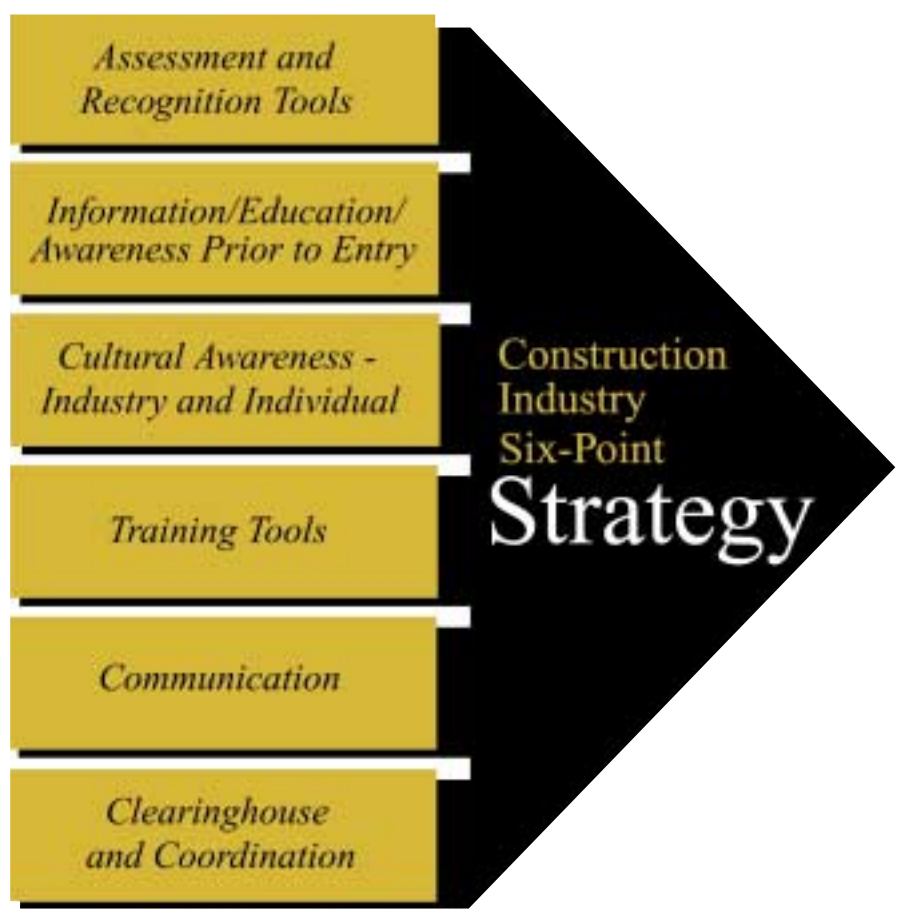 Assessment and
Recognition Tools
Information/Education/
Awareness Prior to Entry
Cultural Awareness -
Industry and Individual
Training Tools
Communication
Clearinghouse
and Coordination
Construction
Industry
Six-Point
Strategy